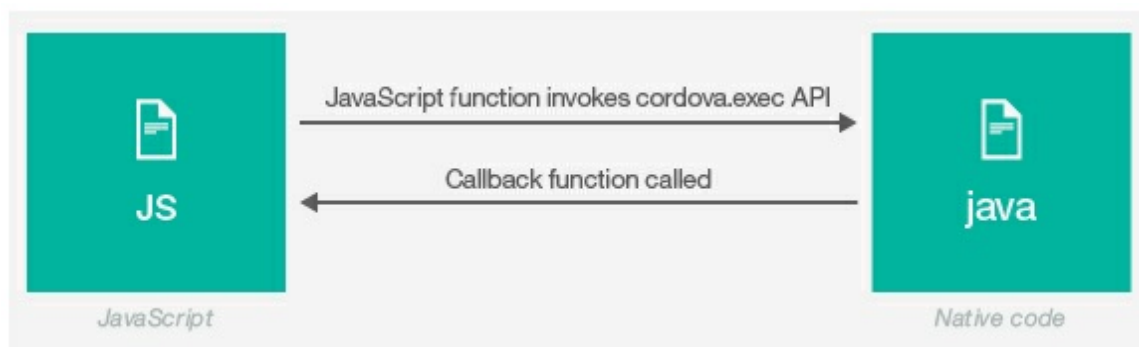 JavaScript function invokes cordova.exec API
Callback function called
JS
java
JavaScript
Native code